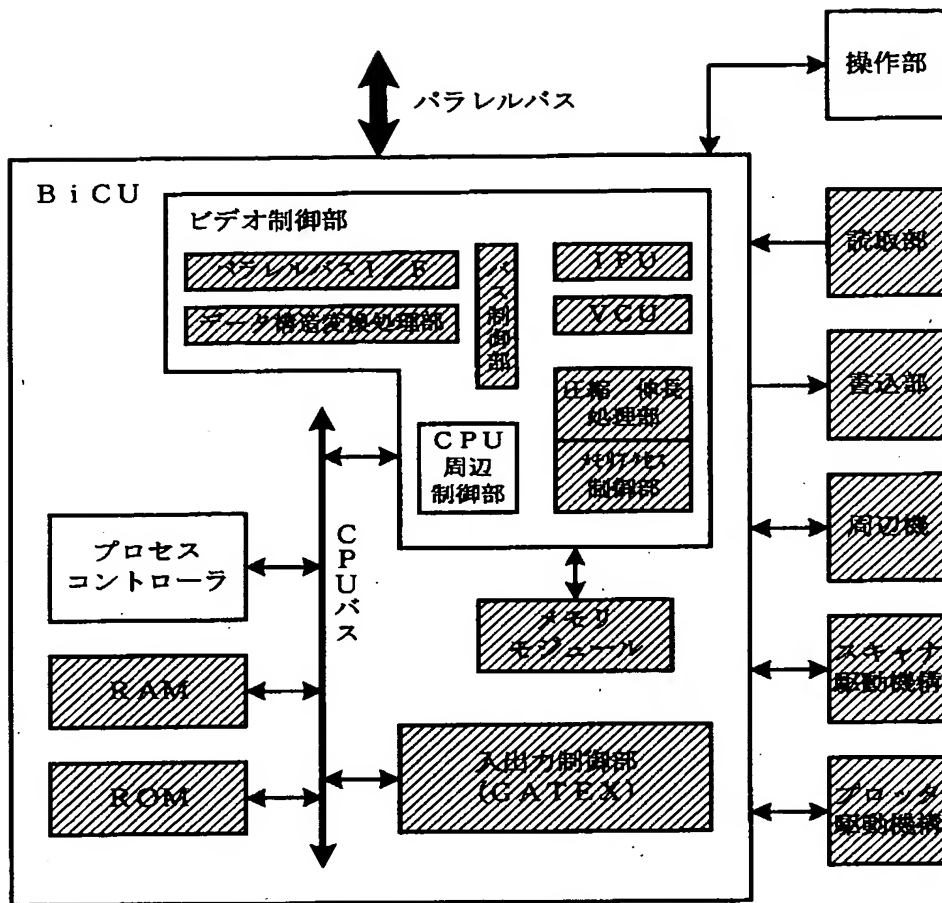 操作部
パラレルバス
BiCU
ビデオ制御部
読取部
パラレルバスI/F
バス制御部
IPU
データ構造変換処理部
VCU
書込部
圧縮/伸長
処理部
CPU
周辺
制御部
メモリアクセス
制御部
周辺機
CPUバス
プロセス
コントローラ
メモリ
モジュール
スキャナ
駆動機構
RAM
入出力制御部
(GATEX)
ROM
プロッタ
駆動機構